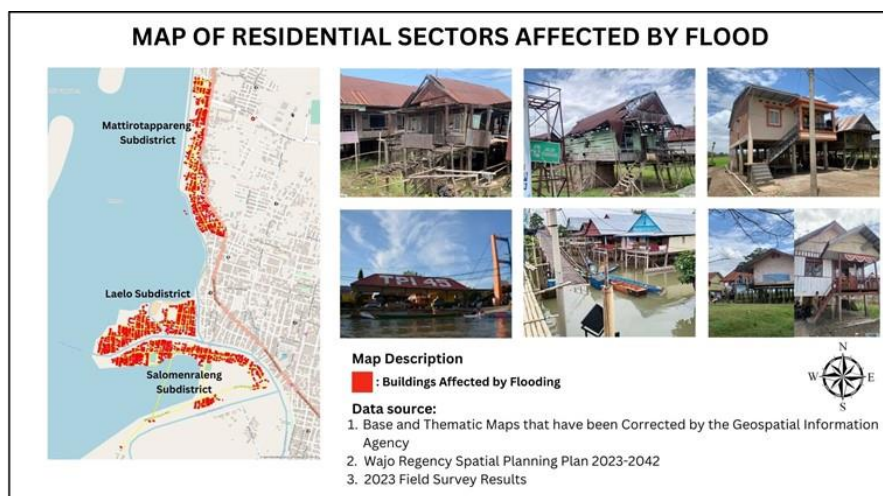 MAP OF RESIDENTIAL SECTORS AFFECTED BY FLOOD
Mattirotappareng
Subdistrict
Laelo Subdistrict
Salomenraleng
Subdistrict
TPI 45
Map Description
: Buildings Affected by Flooding
N
W
E
S
Data source:
1. Base and Thematic Maps that have been Corrected by the Geospatial Information
Agency
2. Wajo Regency Spatial Planning Plan 2023-2042
3. 2023 Field Survey Results